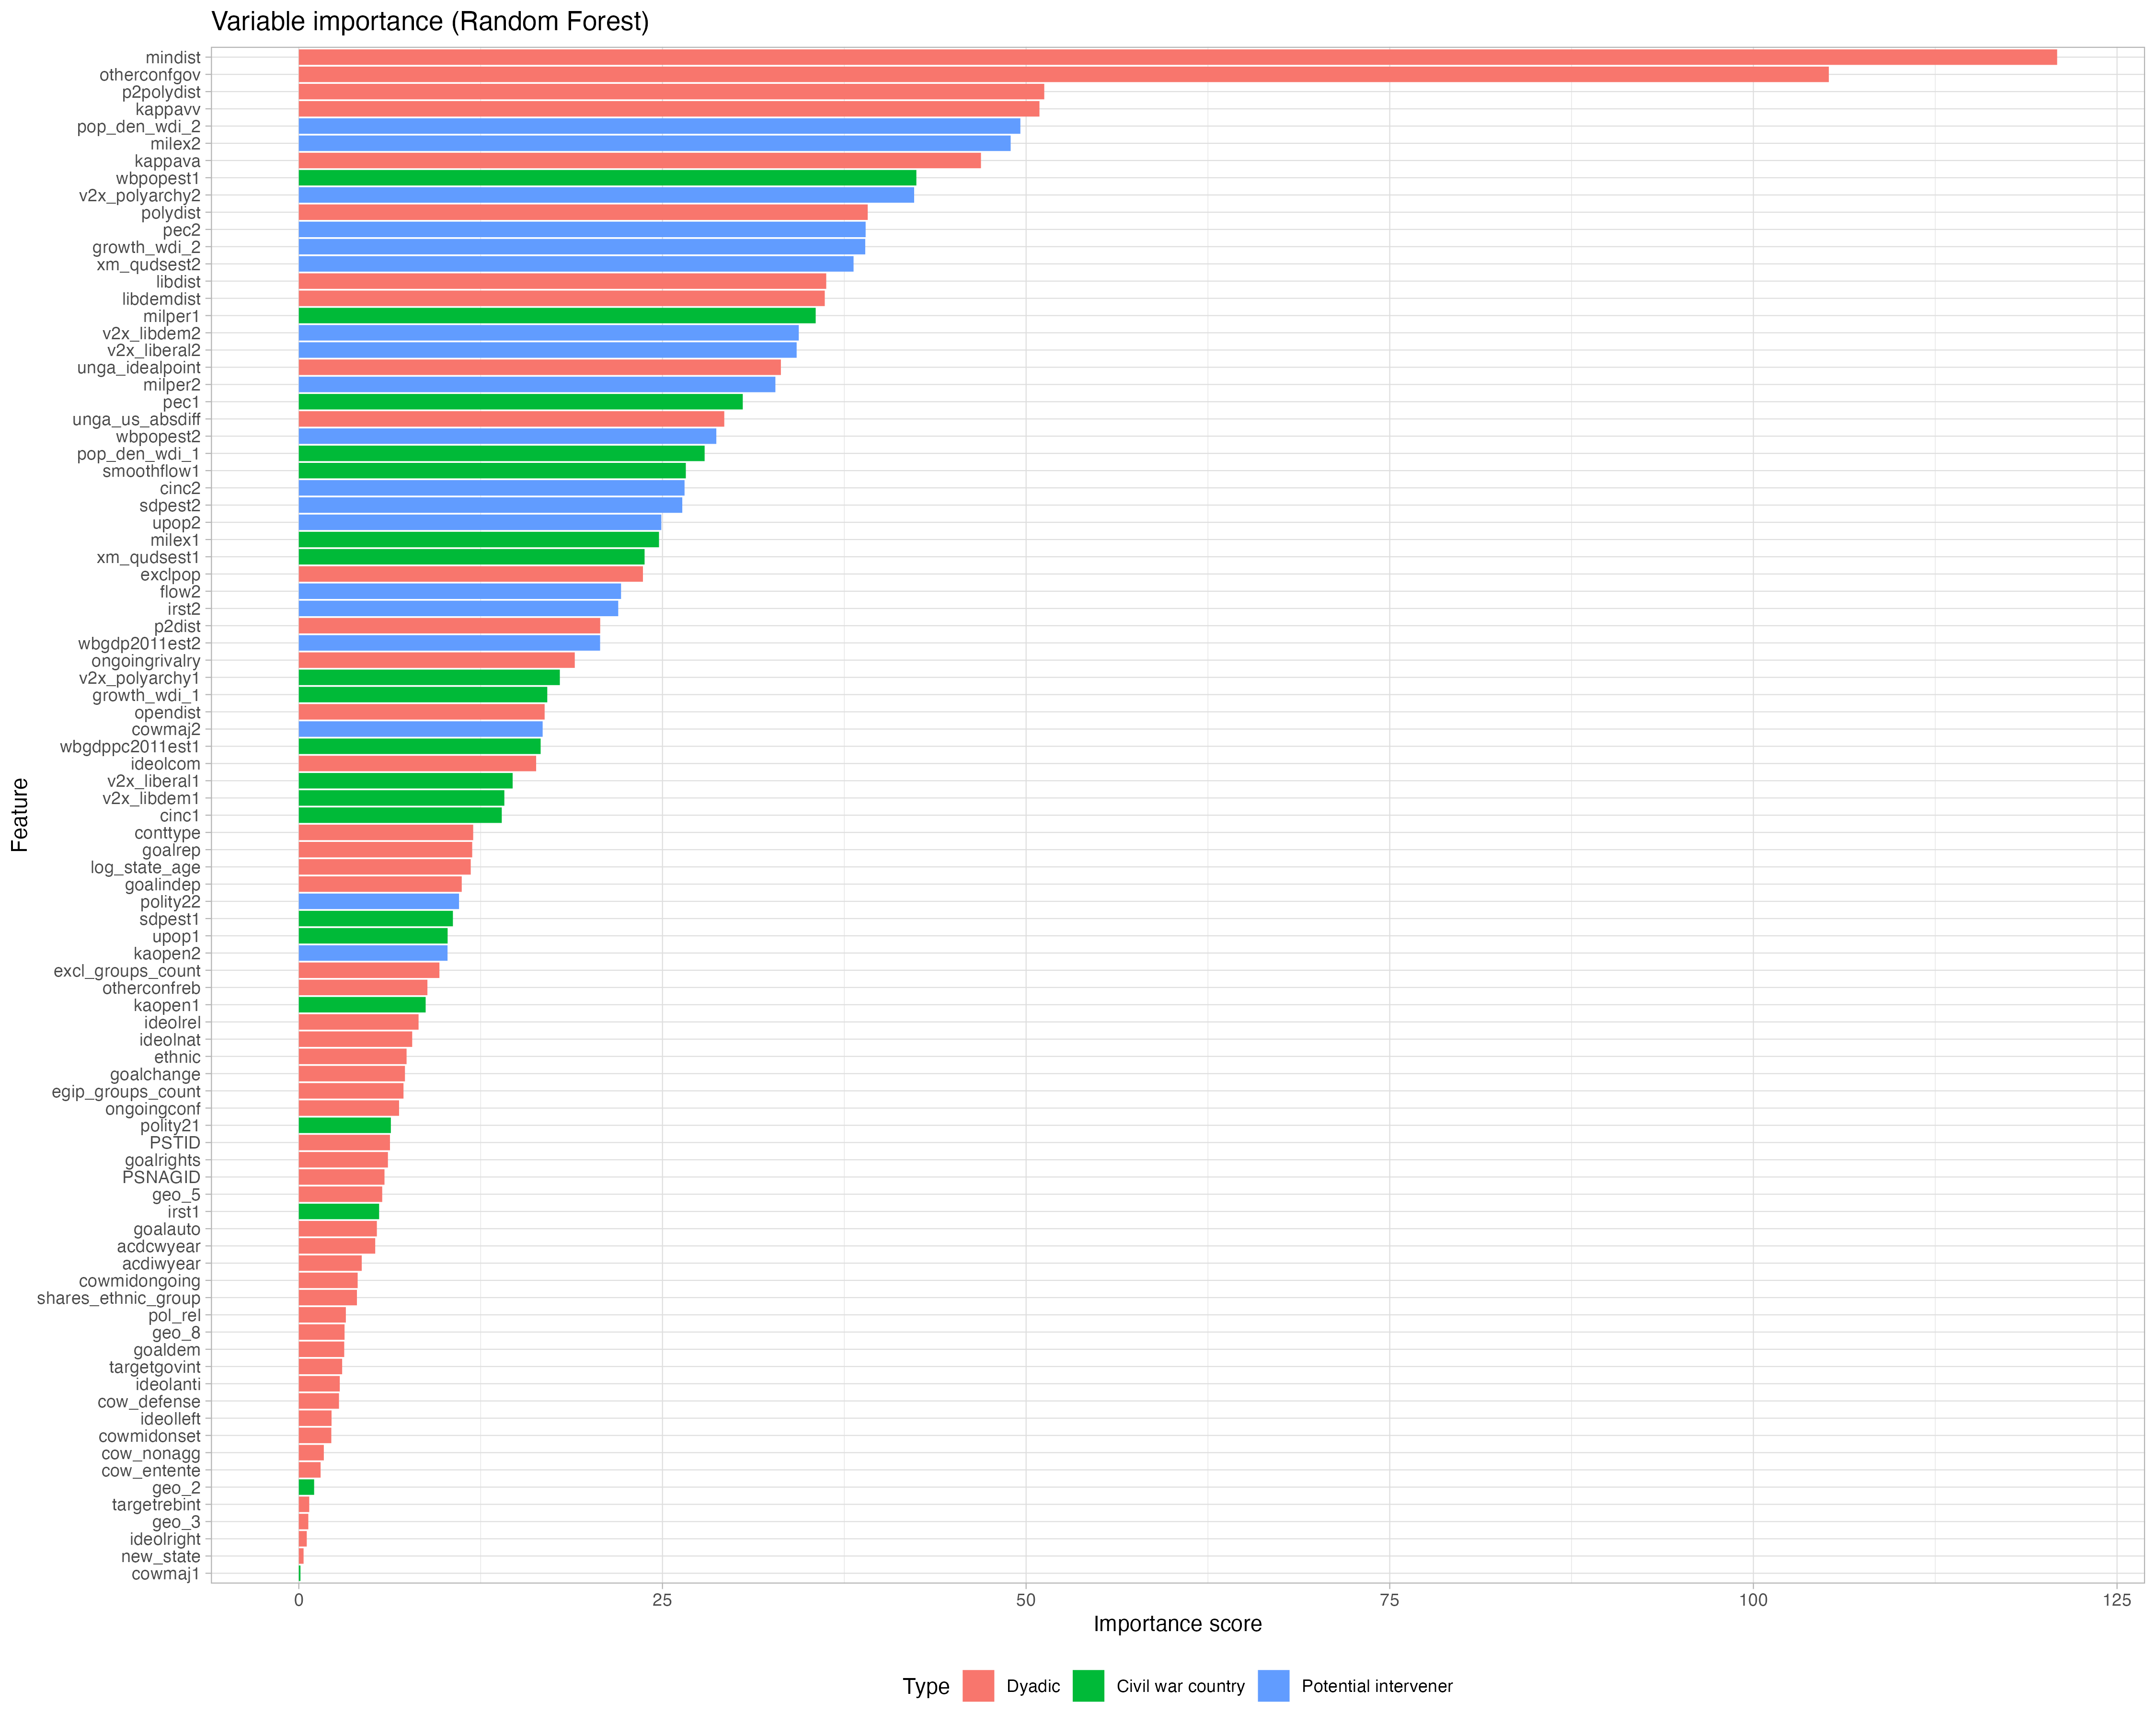 Variable importance (Random Forest)
mindist
otherconfgov
p2polydist
kappavv
pop_den_wdi_2
milex2
kappava
wbpopest1
v2x_polyarchy2
polydist
pec2
growth_wdi_2
xm_qudsest2
libdist
libdemdist
milper1
v2x_libdem2
v2x_liberal2
unga_idealpoint
milper2
pec1
unga_us_absdiff
wbpopest2
pop_den_wdi_1
smoothflow1
cinc2
sdpest2
upop2
milex1
xm_qudsest1
exclpop
flow2
irst2
p2dist
wbgdp2011est2
ongoingrivalry
v2x_polyarchy1
growth_wdi_1
opendist
cowmaj2
wbgdppc2011est1
ideolcom
v2x_liberal1
v2x_libdem1
cinc1
conttype
goalrep
log_state_age
goalindep
polity22
sdpest1
upop1
kaopen2
excl_groups_count
otherconfreb
kaopen1
ideolrel
ideolnat
ethnic
goalchange
egip_groups_count
ongoingconf
polity21
PSTID
goalrights
PSNAGID
geo_5
irst1
goalauto
acdcwyear
acdiwyear
cowmidongoing
shares_ethnic_group
pol_rel
geo_8
goaldem
targetgovint
ideolanti
cow_defense
ideolleft
cowmidonset
cow_nonagg
cow_entente
geo_2
targetrebint
geo_3
ideolright
new_state
cowmaj1
Feature
0 25 50 75 100 125
Importance score
Type Dyadic Civil war country Potential intervener